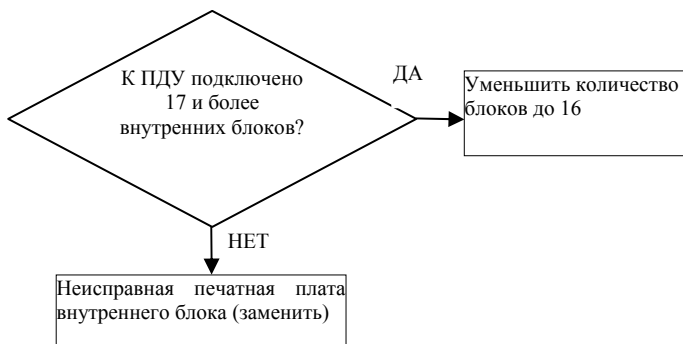 К ПДУ подключено
17 и более
внутренних блоков?
ДА
Уменьшить количество
блоков до 16
НЕТ
Неисправная печатная плата
внутреннего блока (заменить)